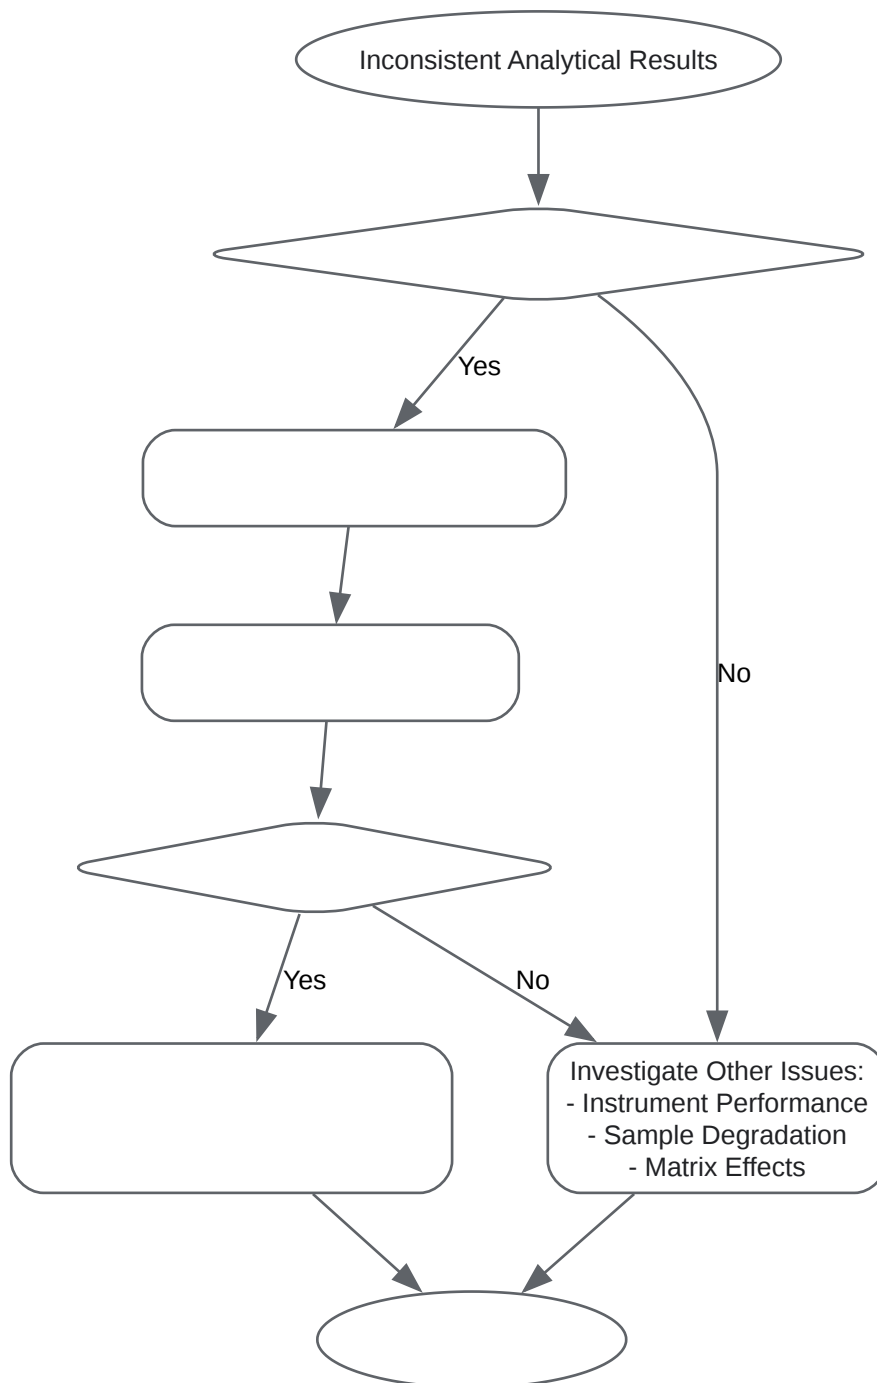 Inconsistent Analytical Results
Yes
No
Yes
No
Investigate Other Issues:
- Instrument Performance
- Sample Degradation
- Matrix Effects